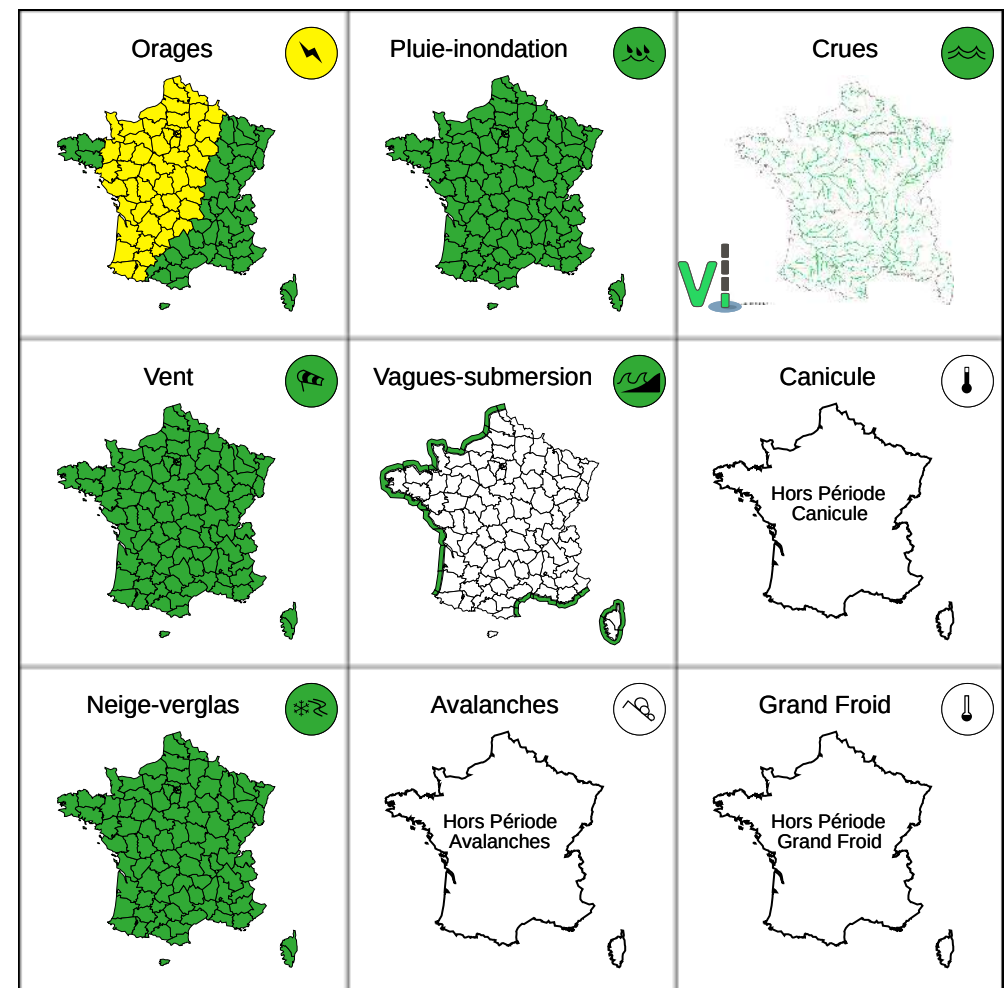 Orages
Pluie-inondation
Crues
Vi
Vent
Vagues-submersion
Canicule
Hors Période
Canicule
Neige-verglas
Avalanches
Grand Froid
Hors Période
Avalanches
Hors Période
Grand Froid